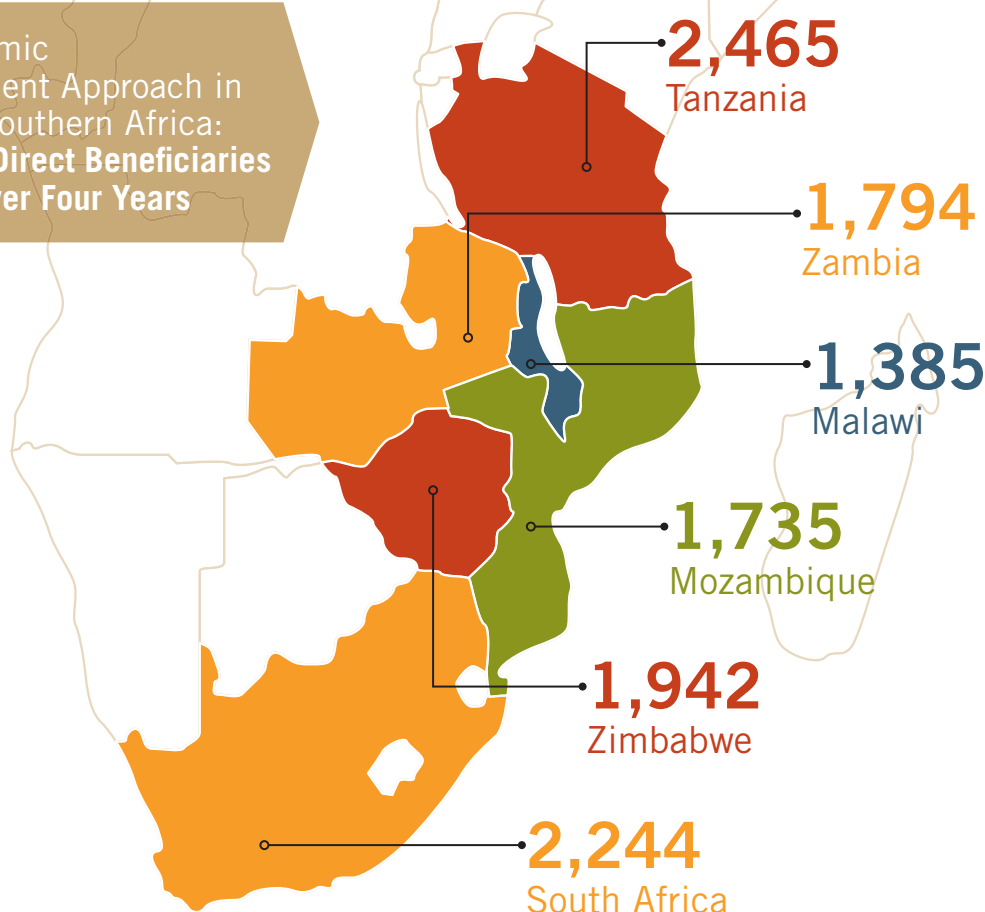 mic
ent Approach in
outhern Africa:
Direct Beneficiaries
er Four Years
2,465
Tanzania
1,794
Zambia
1,385
Malawi
1,735
Mozambique
1,942
Zimbabwe
2,244
South Africa